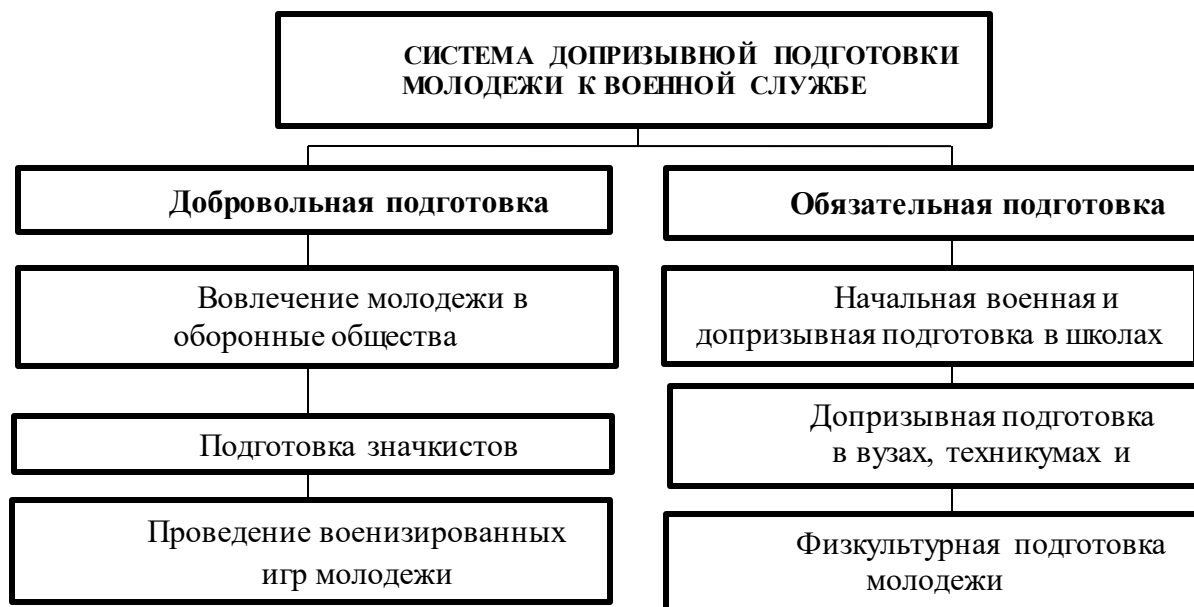 СИСТЕМА ДОПРИЗЫВНОЙ ПОДГОТОВКИ
МОЛОДЕЖИ К ВОЕННОЙ СЛУЖБЕ
Добровольная подготовка
Вовлечение молодежи в
оборонные общества
Подготовка значкистов
Проведение военизированных
игр молодежи
Обязательная подготовка
Начальная военная и
допризывная подготовка в школах
Допризывная подготовка
в вузах, техникумах и
Физкультурная подготовка
молодежи